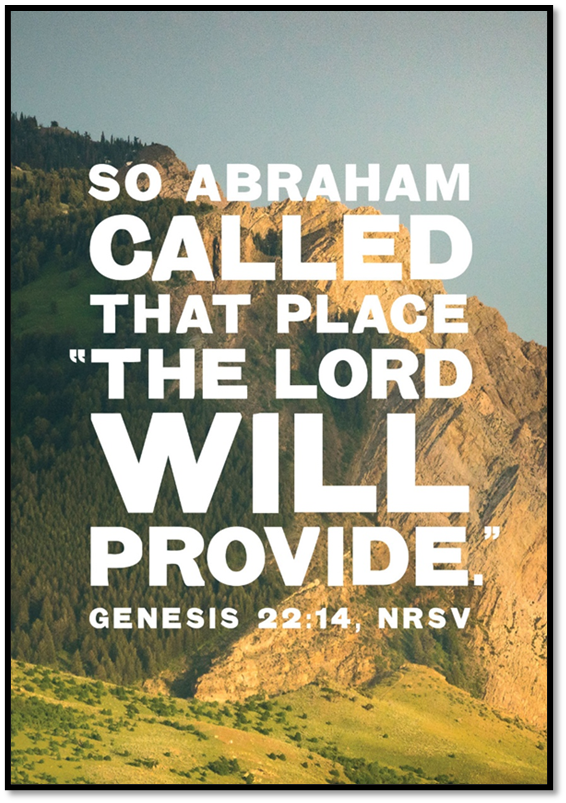 SO ABRAHAM
CALLED
THAT PLACE
“THE LORD
WILL
PROVIDE.”
GENESIS 22:14, NRSV